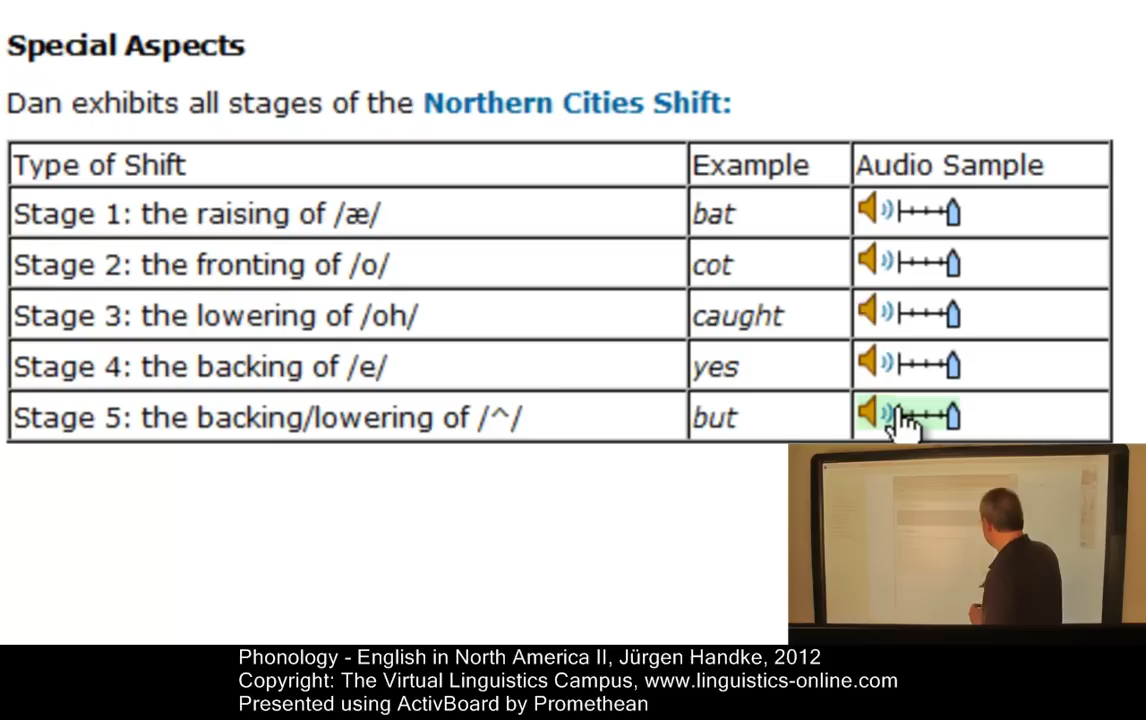 Special Aspects
Dan exhibits all stages of the Northern Cities Shift:
Type of Shift Example Audio Sample
Stage 1: the raising of /æ/ bat
Stage 2: the fronting of /o/ cot
Stage 3: the lowering of /oh/ caught
Stage 4: the backing of /e/ yes
Stage 5: the backing/lowering of /^/ but
Phonology - English in North America II, Jürgen Handke, 2012
Copyright: The Virtual Linguistics Campus, www.linguistics-online.com
Presented using ActivBoard by Promethean